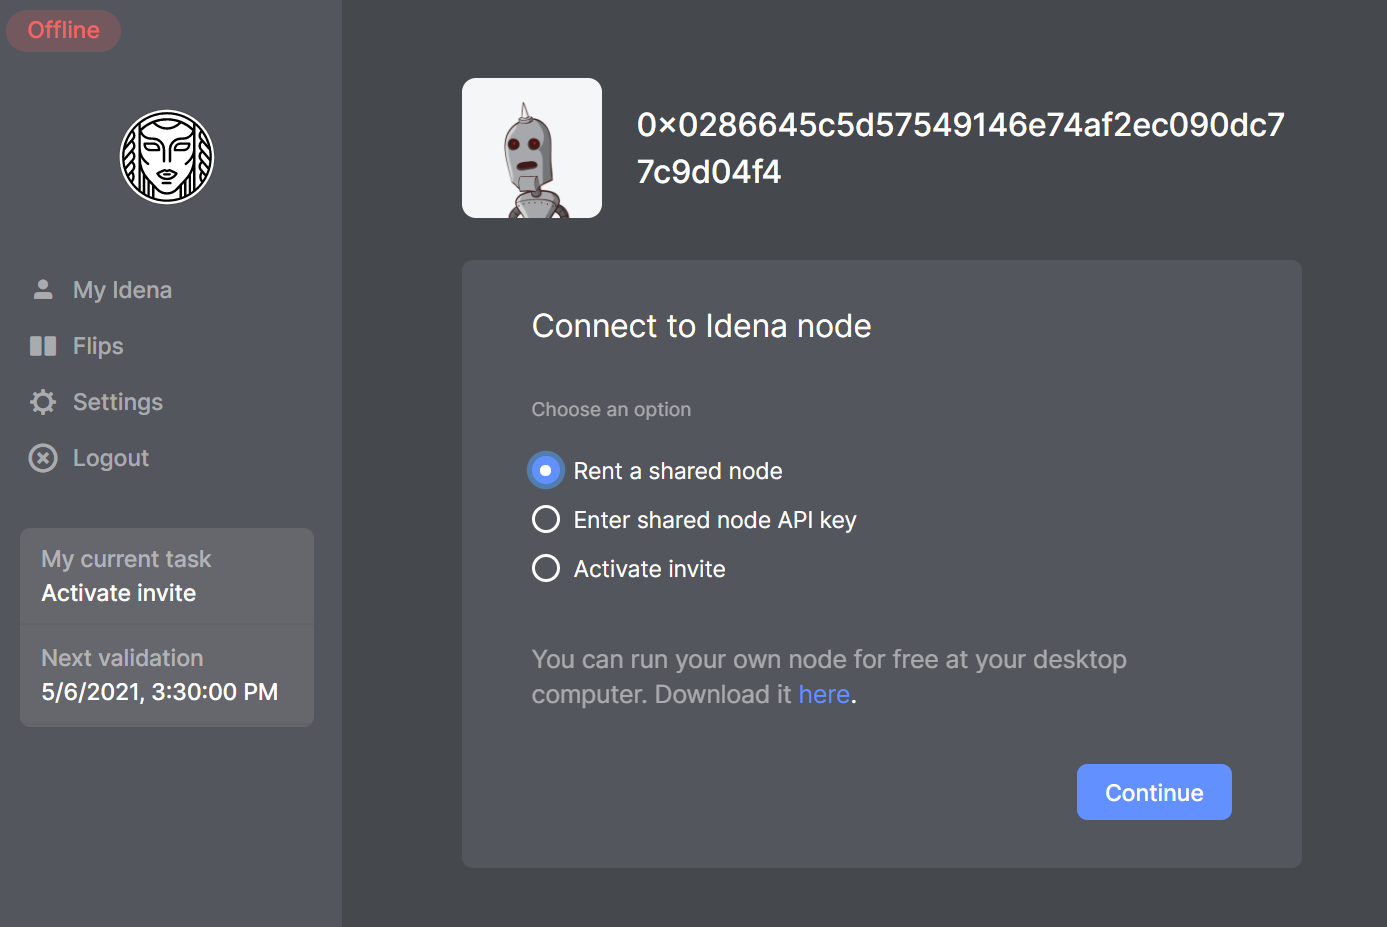 Offline
My Idena
Flips
Settings
Logout
My current task
Activate invite
Next validation
5/6/2021, 3:30:00 PM
0x0286645c5d57549146e74af2ec090dc7
7c9d04f4
Connect to Idena node
Choose an option
Rent a shared node
Enter shared node API key
Activate invite
You can run your own node for free at your desktop
computer. Download it here.
Continue